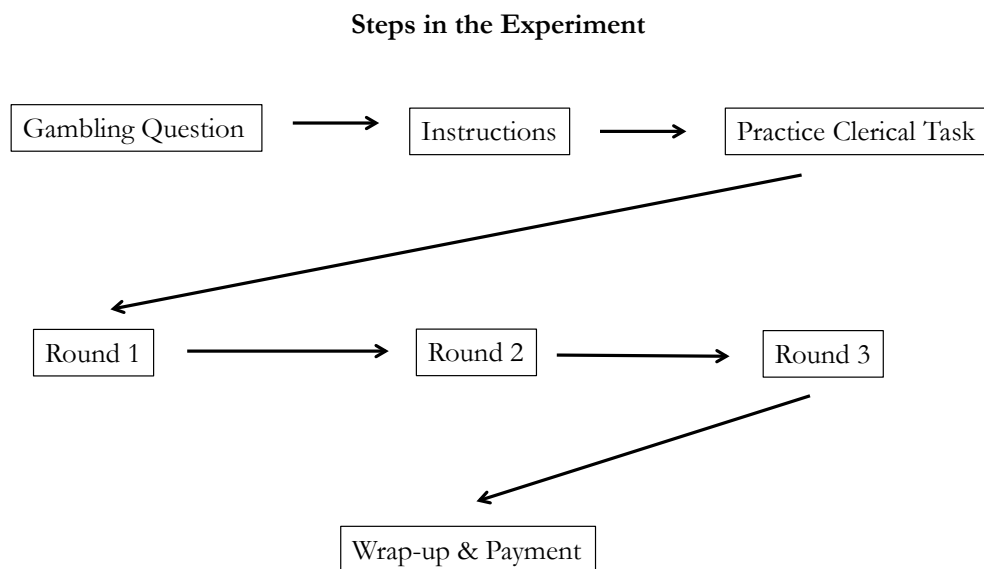 Steps in the Experiment
Gambling Question
Instructions
Practice Clerical Task
Round 1
Round 2
Round 3
Wrap-up & Payment